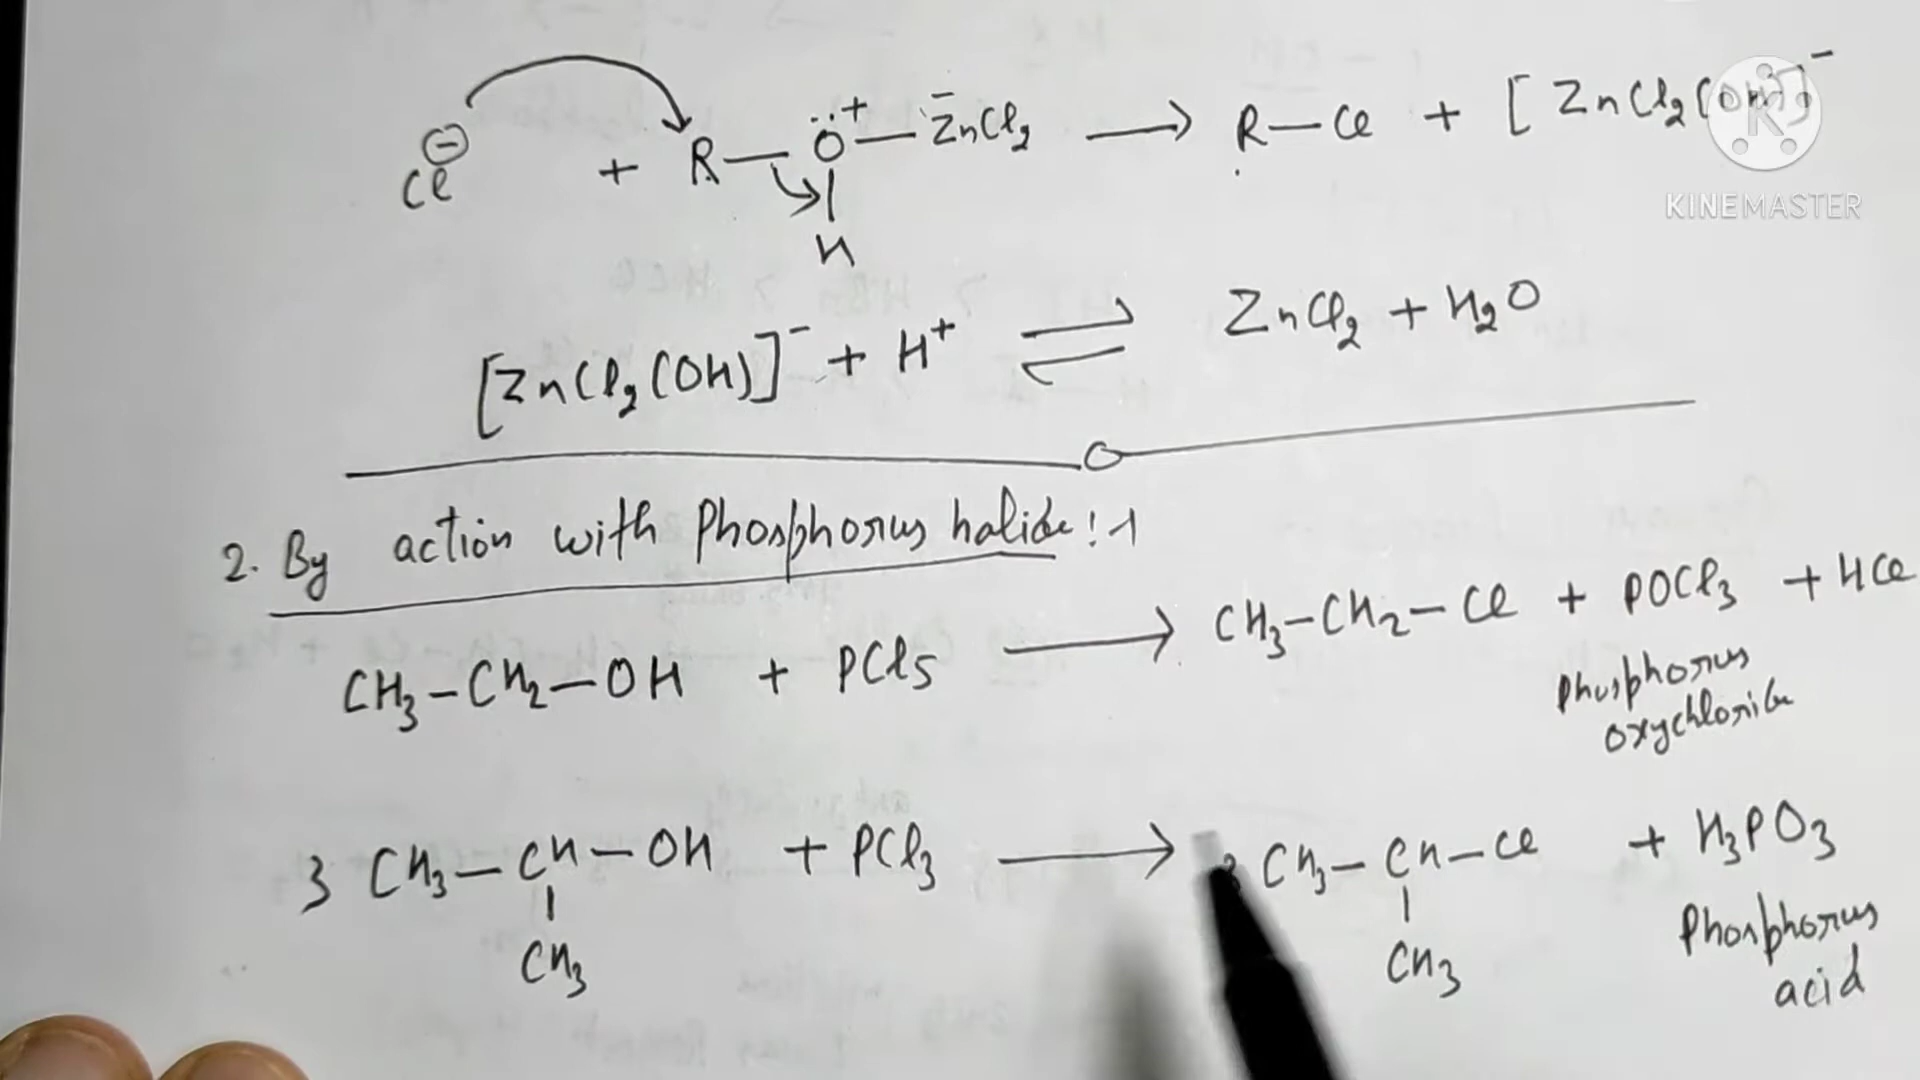 Cl⊖ + R—Ö⁺—Z̄nCl₂ → R—Cl + [ZnCl₂(OH)]⁻
H
K
KINEMASTER
[ZnCl₂(OH)]⁻ + H⁺ ⇌ ZnCl₂ + H₂O
2. By action with Phosphorus halide :-
CH₃—CH₂—OH + PCl₅ → CH₃—CH₂—Cl + POCl₃ + HCl
Phosphorus
oxychloride
3 CH₃—CH—OH + PCl₃ → 3 CH₃—CH—Cl + H₃PO₃
CH₃ CH₃
Phosphorus
acid